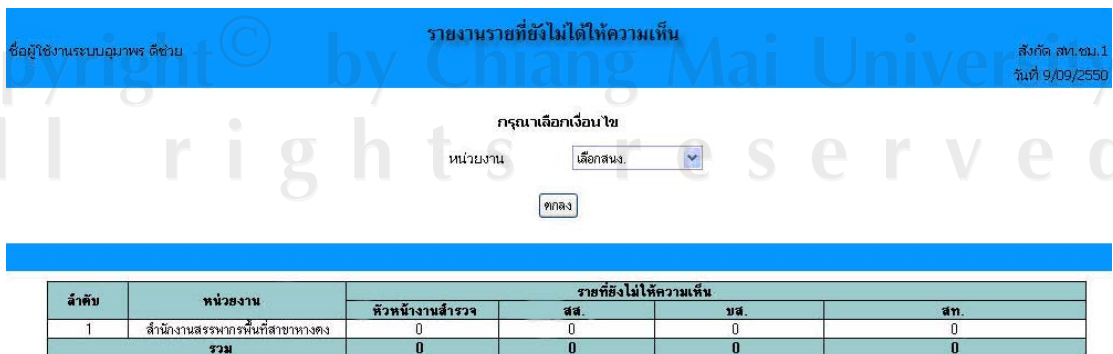 รายงานรายที่ยังไม่ได้ให้ความเห็น
ชื่อผู้ใช้งานระบบอุมาพร ดีช่วย
สังกัด สท.ชม.1
วันที่ 9/09/2550
copyright© by Chiang Mai University
All rights reserved
กรุณาเลือกเงื่อนไข
หน่วยงาน เลือกสนง.
ตกลง
ลำดับ หน่วยงาน รายที่ยังไม่ให้ความเห็น
หัวหน้างานสำรวจ สส. บส. สท.
1 สำนักงานสรรพากรพื้นที่สาขาหางดง 0 0 0 0
รวม 0 0 0 0